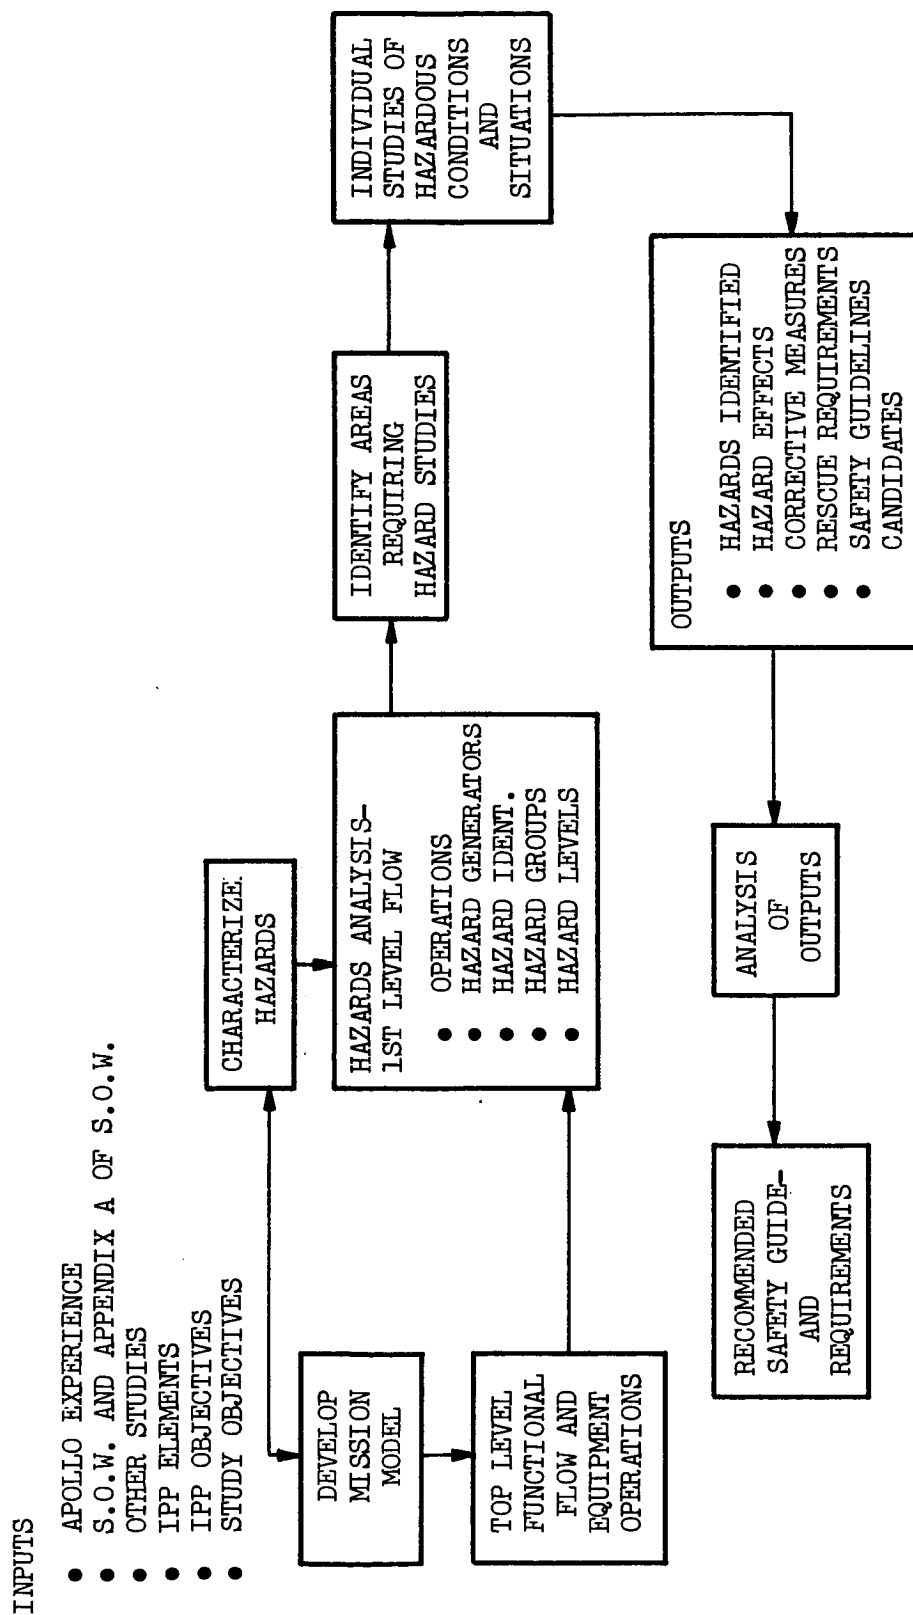 INPUTS
● APOLLO EXPERIENCE
● S.O.W. AND APPENDIX A OF S.O.W.
● OTHER STUDIES
● IPP ELEMENTS
● IPP OBJECTIVES
● STUDY OBJECTIVES
DEVELOP
MISSION
MODEL
TOP LEVEL
FUNCTIONAL
FLOW AND
EQUIPMENT
OPERATIONS
CHARACTERIZE
HAZARDS
HAZARDS ANALYSIS—
1ST LEVEL FLOW
● OPERATIONS
● HAZARD GENERATORS
● HAZARD IDENT.
● HAZARD GROUPS
● HAZARD LEVELS
IDENTIFY AREAS
REQUIRING
HAZARD STUDIES
INDIVIDUAL
STUDIES OF
HAZARDOUS
CONDITIONS
AND
SITUATIONS
OUTPUTS
● HAZARDS IDENTIFIED
● HAZARD EFFECTS
● CORRECTIVE MEASURES
● RESCUE REQUIREMENTS
● SAFETY GUIDELINES
CANDIDATES
ANALYSIS
OF
OUTPUTS
RECOMMENDED
SAFETY GUIDE—
AND
REQUIREMENTS